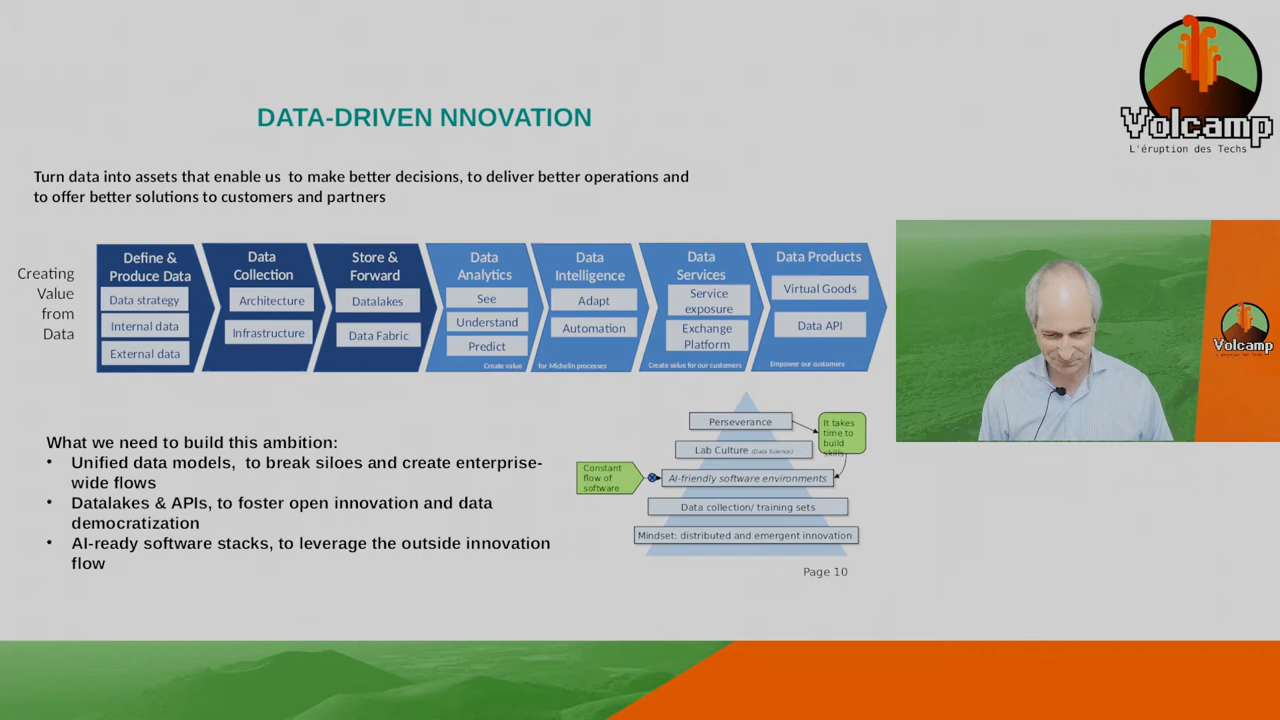 Volcamp
L'éruption des Techs
DATA-DRIVEN NNOVATION
Turn data into assets that enable us to make better decisions, to deliver better operations and
to offer better solutions to customers and partners
Creating
Value
from
Data
Define &
Produce Data
Data strategy
Internal data
External data
Data
Collection
Architecture
Infrastructure
Store &
Forward
Datalakes
Data Fabric
Data
Analytics
See
Understand
Predict
Create value
Data
Intelligence
Adapt
Automation
for Michelin processes
Data
Services
Service
exposure
Exchange
Platform
Create value for our customers
Data Products
Virtual Goods
Data API
Empower our customers
Volcamp
What we need to build this ambition:
• Unified data models, to break siloes and create enterprise-
wide flows
• Datalakes & APIs, to foster open innovation and data
democratization
• AI-ready software stacks, to leverage the outside innovation
flow
Perseverance
It takes
time to
build
skills
Lab Culture (Data Science)
Constant
flow of
software
AI-friendly software environments
Data collection/ training sets
Mindset: distributed and emergent innovation
Page 10